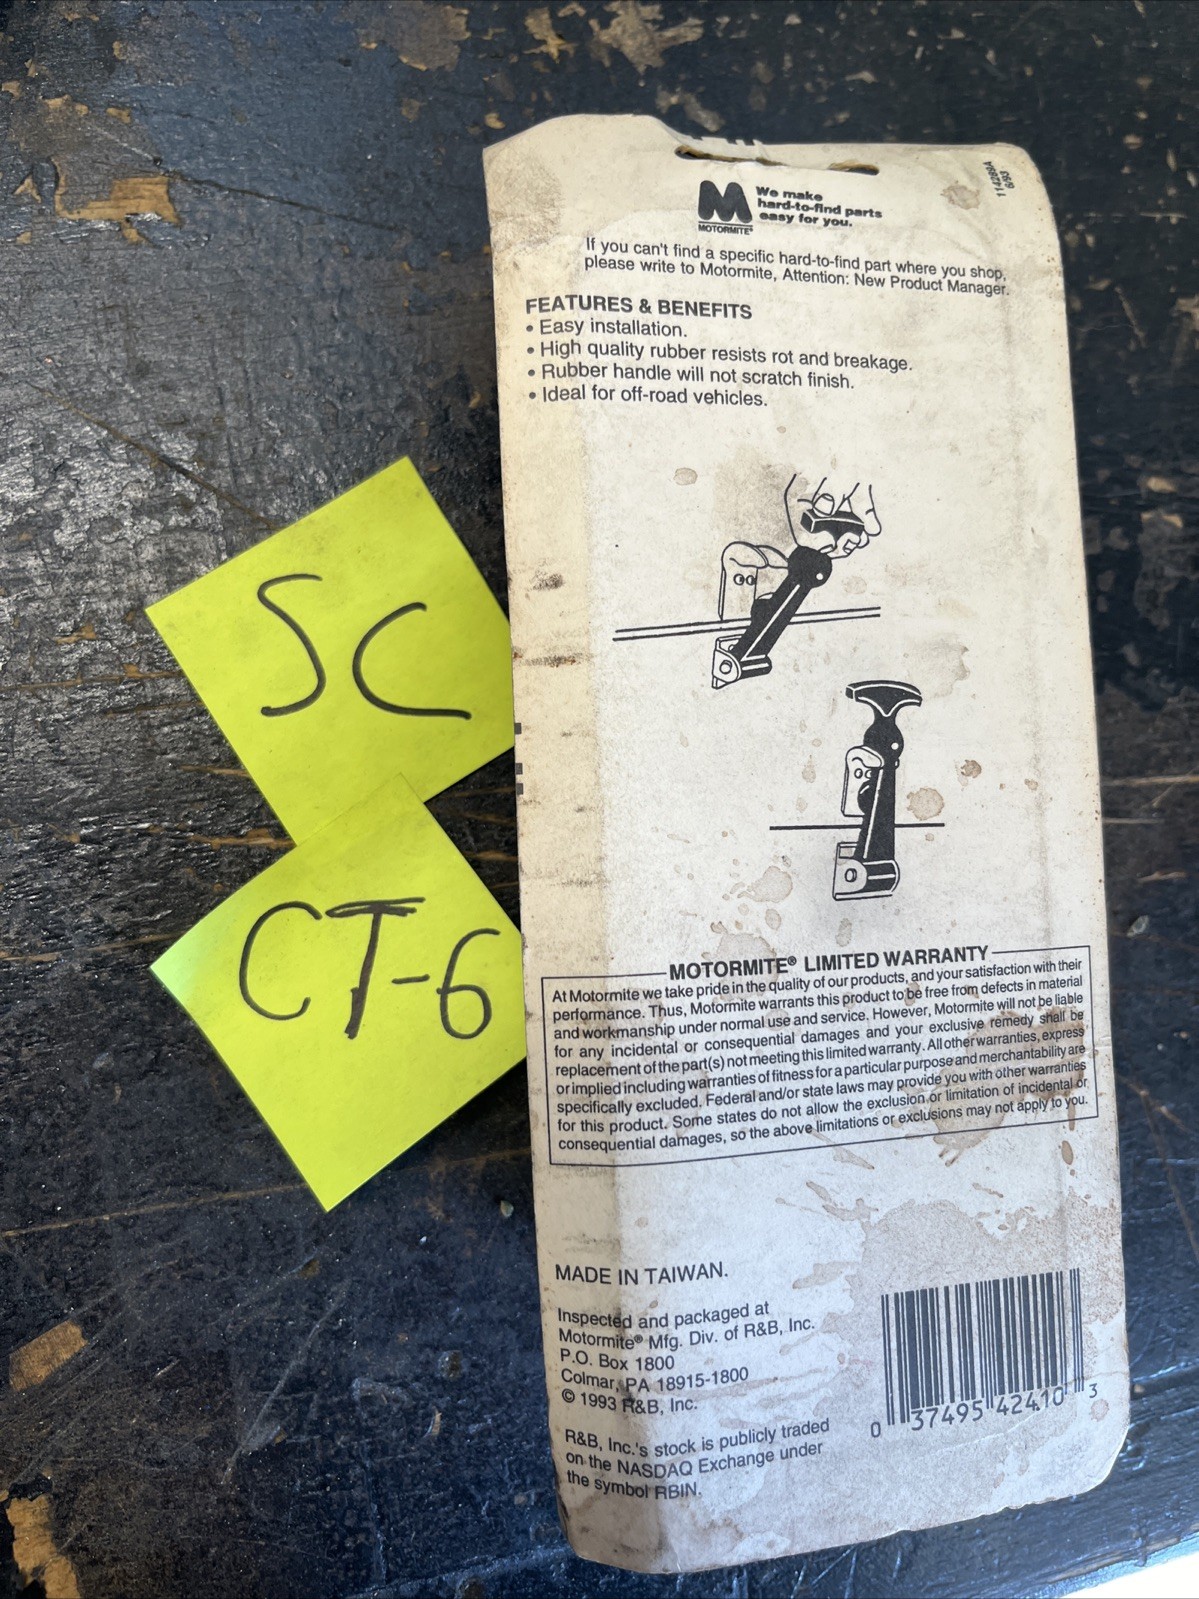 114289A
6/93
M
MOTORMITE®
We make
hard-to-find parts
easy for you.
If you can't find a specific hard-to-find part where you shop,
please write to Motormite, Attention: New Product Manager.
FEATURES & BENEFITS
• Easy installation.
• High quality rubber resists rot and breakage.
• Rubber handle will not scratch finish.
• Ideal for off-road vehicles.
SC
CT-6
MOTORMITE® LIMITED WARRANTY
At Motormite we take pride in the quality of our products, and your satisfaction with their
performance. Thus, Motormite warrants this product to be free from defects in material
and workmanship under normal use and service. However, Motormite will not be liable
for any incidental or consequential damages and your exclusive remedy shall be
replacement of the part(s) not meeting this limited warranty. All other warranties, express
or implied including warranties of fitness for a particular purpose and merchantability are
specifically excluded. Federal and/or state laws may provide you with other warranties
for this product. Some states do not allow the exclusion or limitation of incidental or
consequential damages, so the above limitations or exclusions may not apply to you.
MADE IN TAIWAN.
Inspected and packaged at
Motormite® Mfg. Div. of R&B, Inc.
P.O. Box 1800
Colmar, PA 18915-1800
© 1993 R&B, Inc.
R&B, Inc.'s stock is publicly traded
on the NASDAQ Exchange under
the symbol RBIN.
0 37495 42410 3